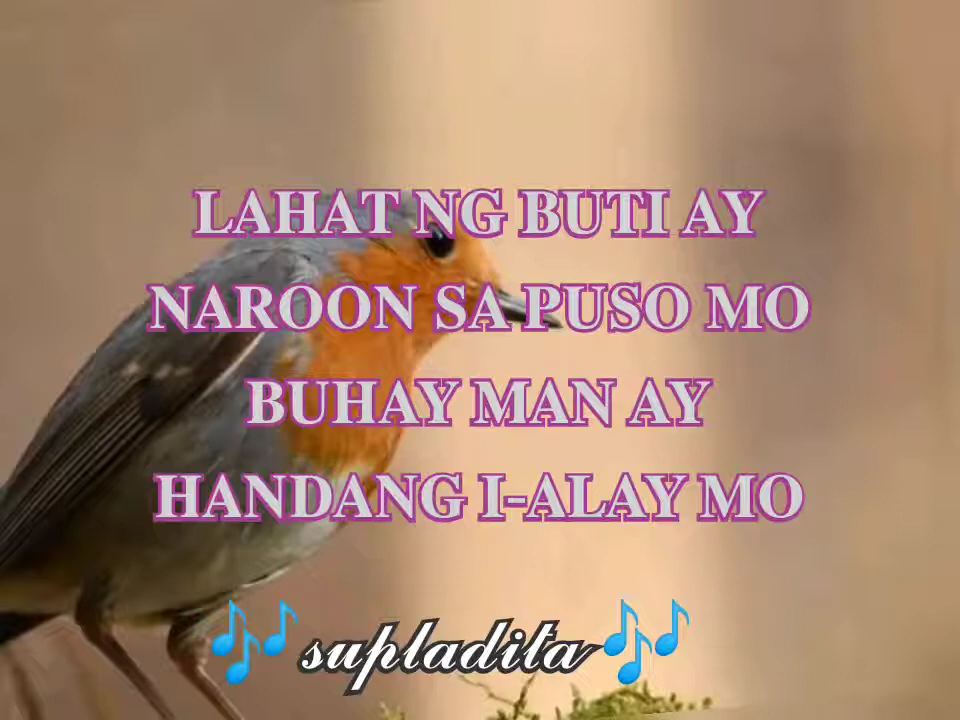 LAHAT NG BUTI AY
NAROON SA PUSO MO
BUHAY MAN AY
HANDANG I-ALAY MO
🎶supladita🎶